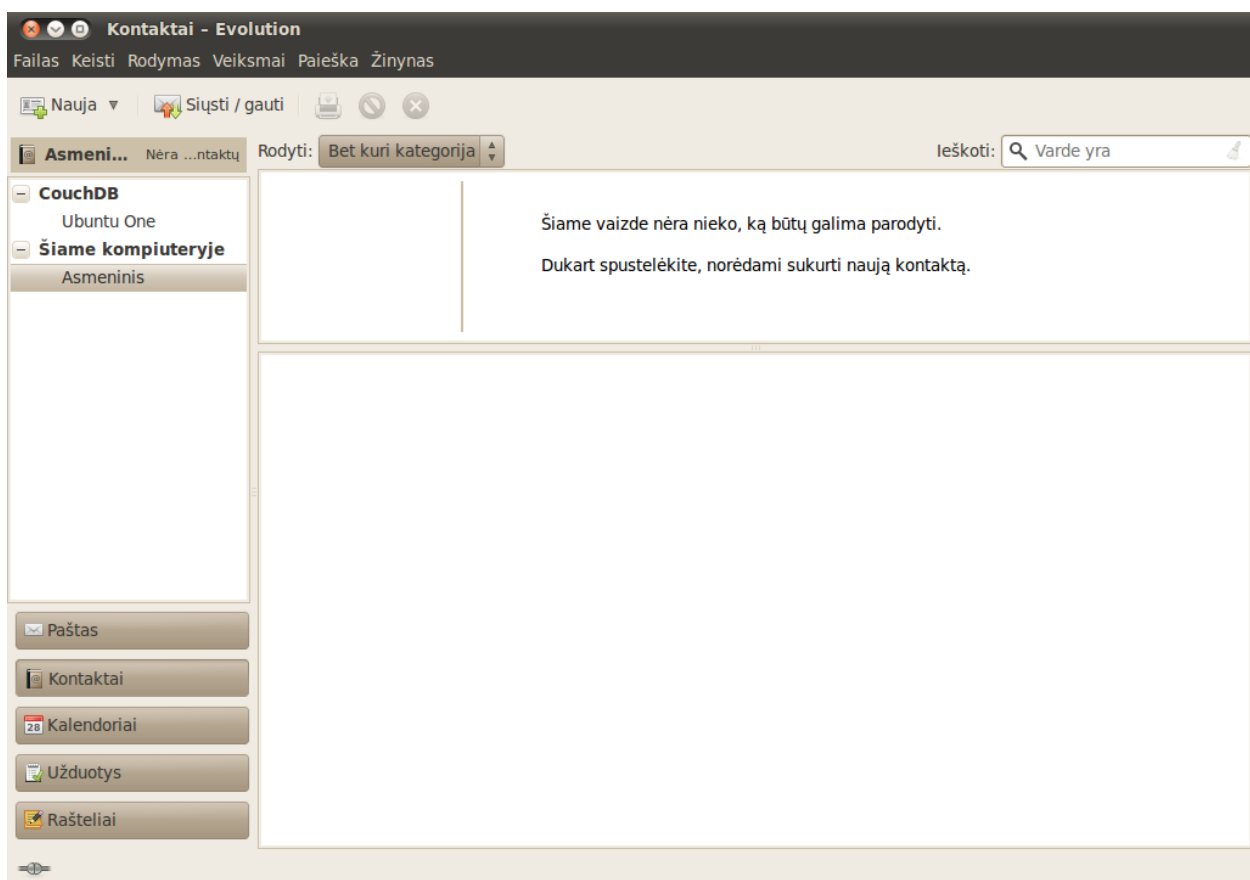 Kontaktai – Evolution
Failas Keisti Rodymas Veiksmai Paieška Žinynas
Nauja Siųsti / gauti
Asmeni... Nėra ...ntaktų Rodyti: Bet kuri kategorija Ieškoti: Varde yra
CouchDB
Ubuntu One
Šiame kompiuteryje
Asmeninis
Šiame vaizde nėra nieko, ką būtų galima parodyti.
Dukart spustelėkite, norėdami sukurti naują kontaktą.
Paštas
Kontaktai
28 Kalendoriai
Užduotys
Rašteliai